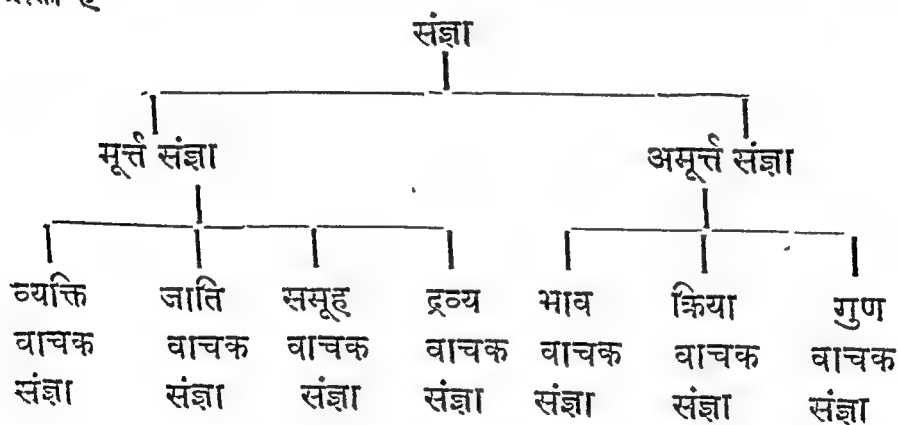 संज्ञा
मूर्त्त संज्ञा अमूर्त्त संज्ञा
व्यक्ति जाति समूह द्रव्य भाव क्रिया गुण
वाचक वाचक वाचक वाचक वाचक वाचक वाचक
संज्ञा संज्ञा संज्ञा संज्ञा संज्ञा संज्ञा संज्ञा